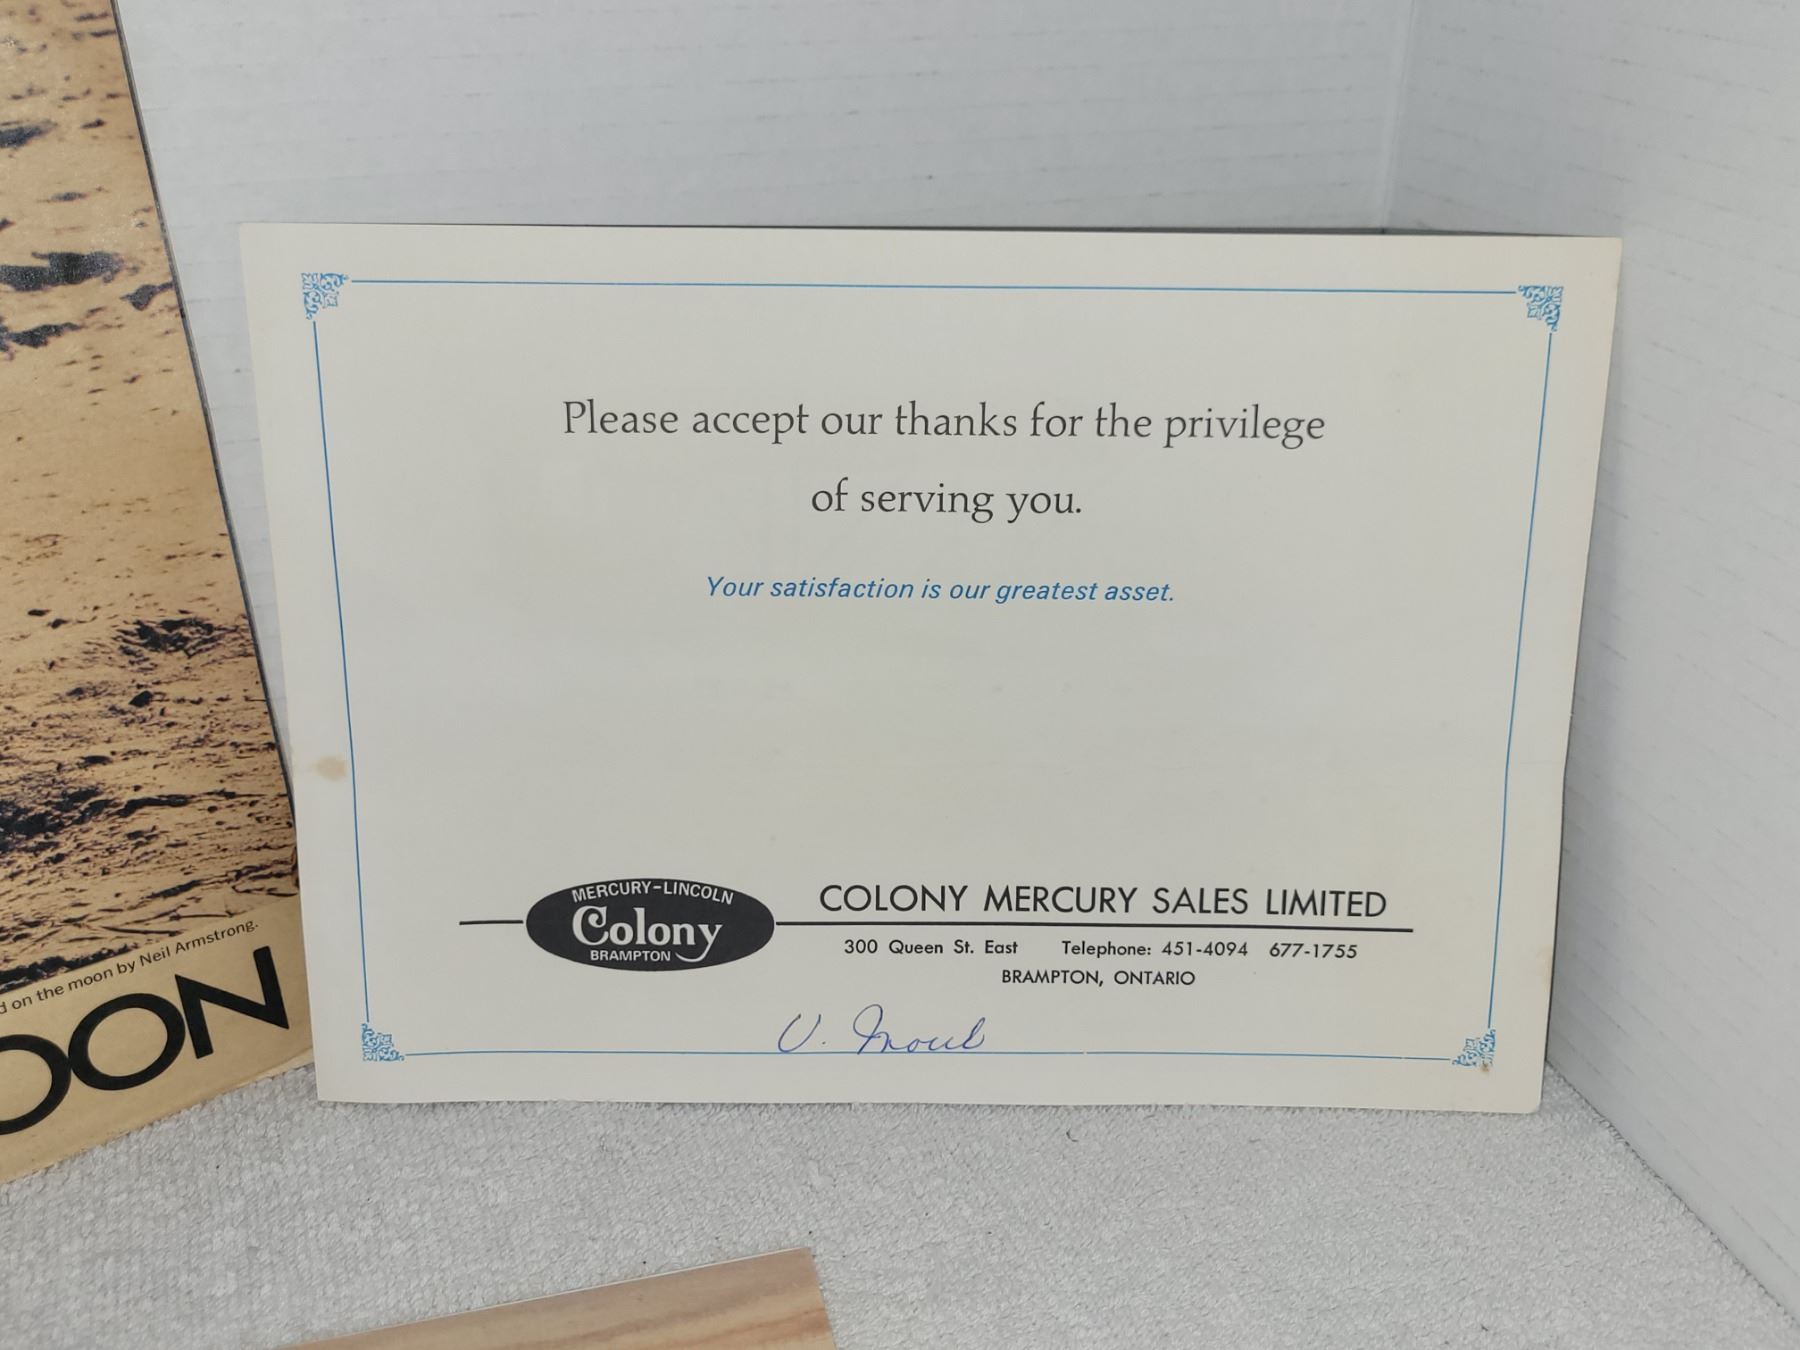 Please accept our thanks for the privilege
of serving you.
Your satisfaction is our greatest asset.
MERCURY-LINCOLN
Colony
BRAMPTON
COLONY MERCURY SALES LIMITED
300 Queen St. East Telephone: 451-4094 677-1755
BRAMPTON, ONTARIO
on the moon by Neil Armstrong.
OON